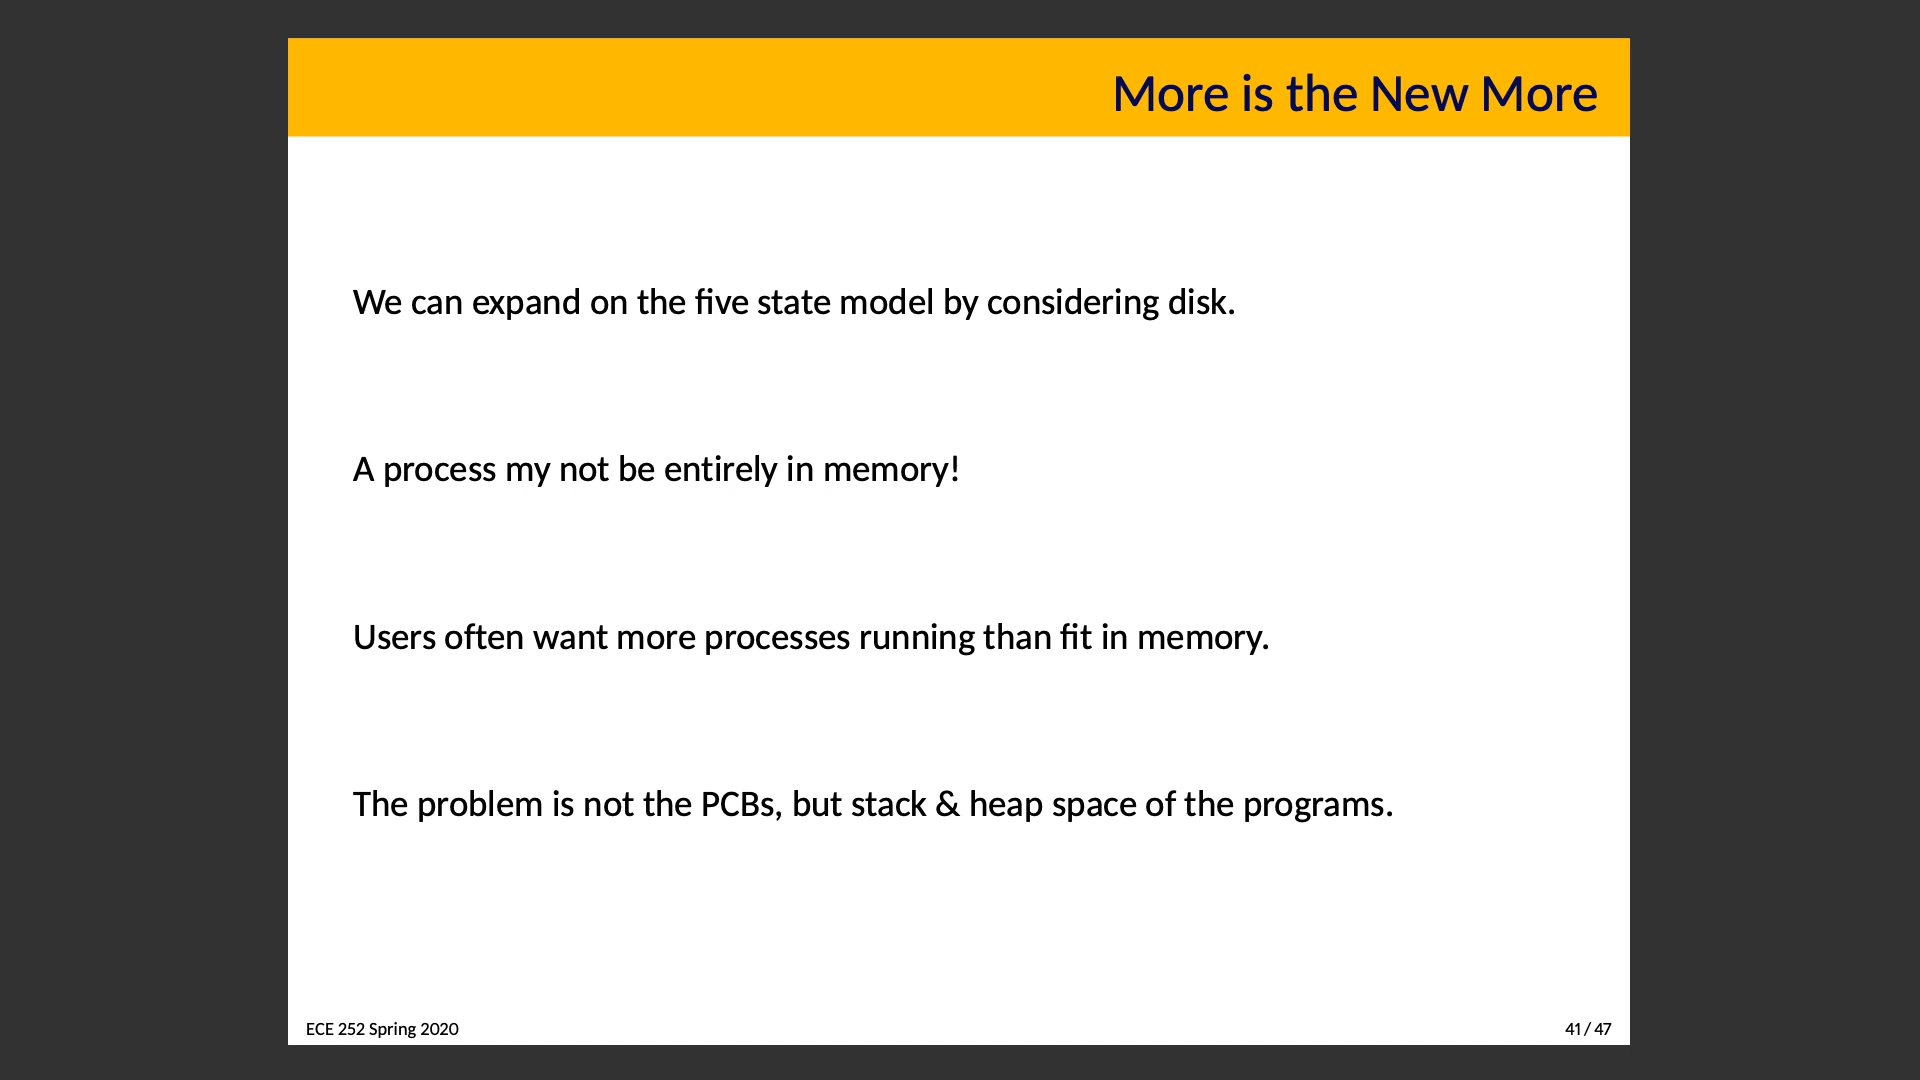 More is the New More
We can expand on the five state model by considering disk.
A process my not be entirely in memory!
Users often want more processes running than fit in memory.
The problem is not the PCBs, but stack & heap space of the programs.
ECE 252 Spring 2020
41 / 47